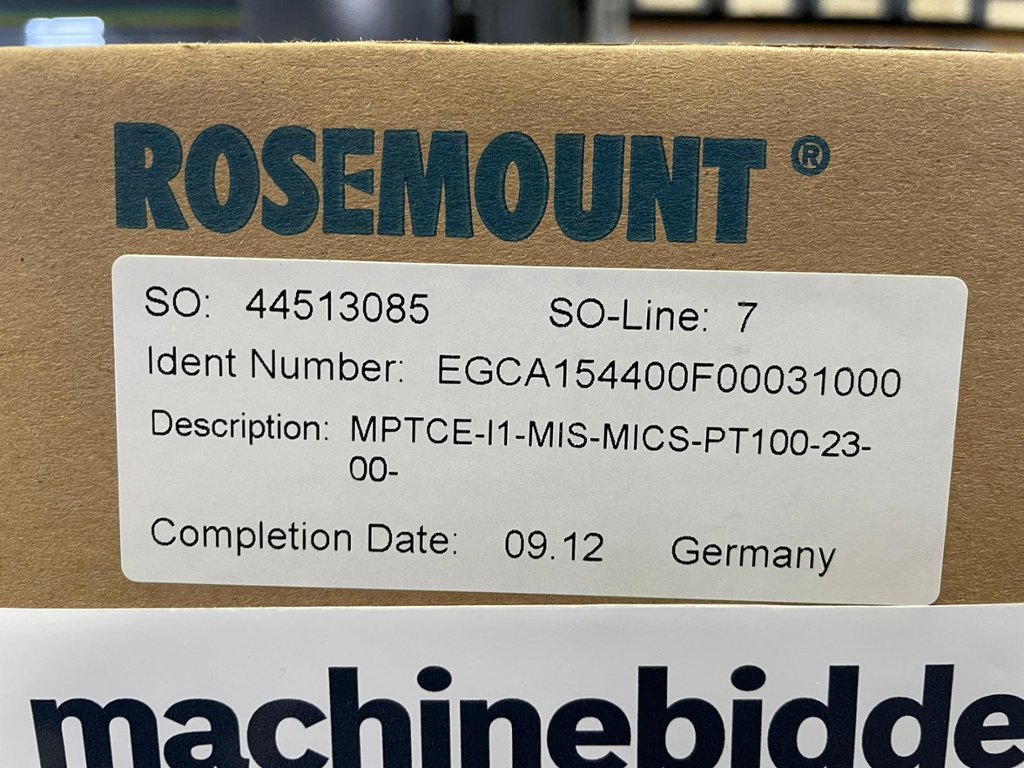 ROSEMOUNT®
SO: 44513085 SO-Line: 7
Ident Number: EGCA154400F00031000
Description: MPTCE-I1-MIS-MICS-PT100-23-
00-
Completion Date: 09.12 Germany
machinebidde